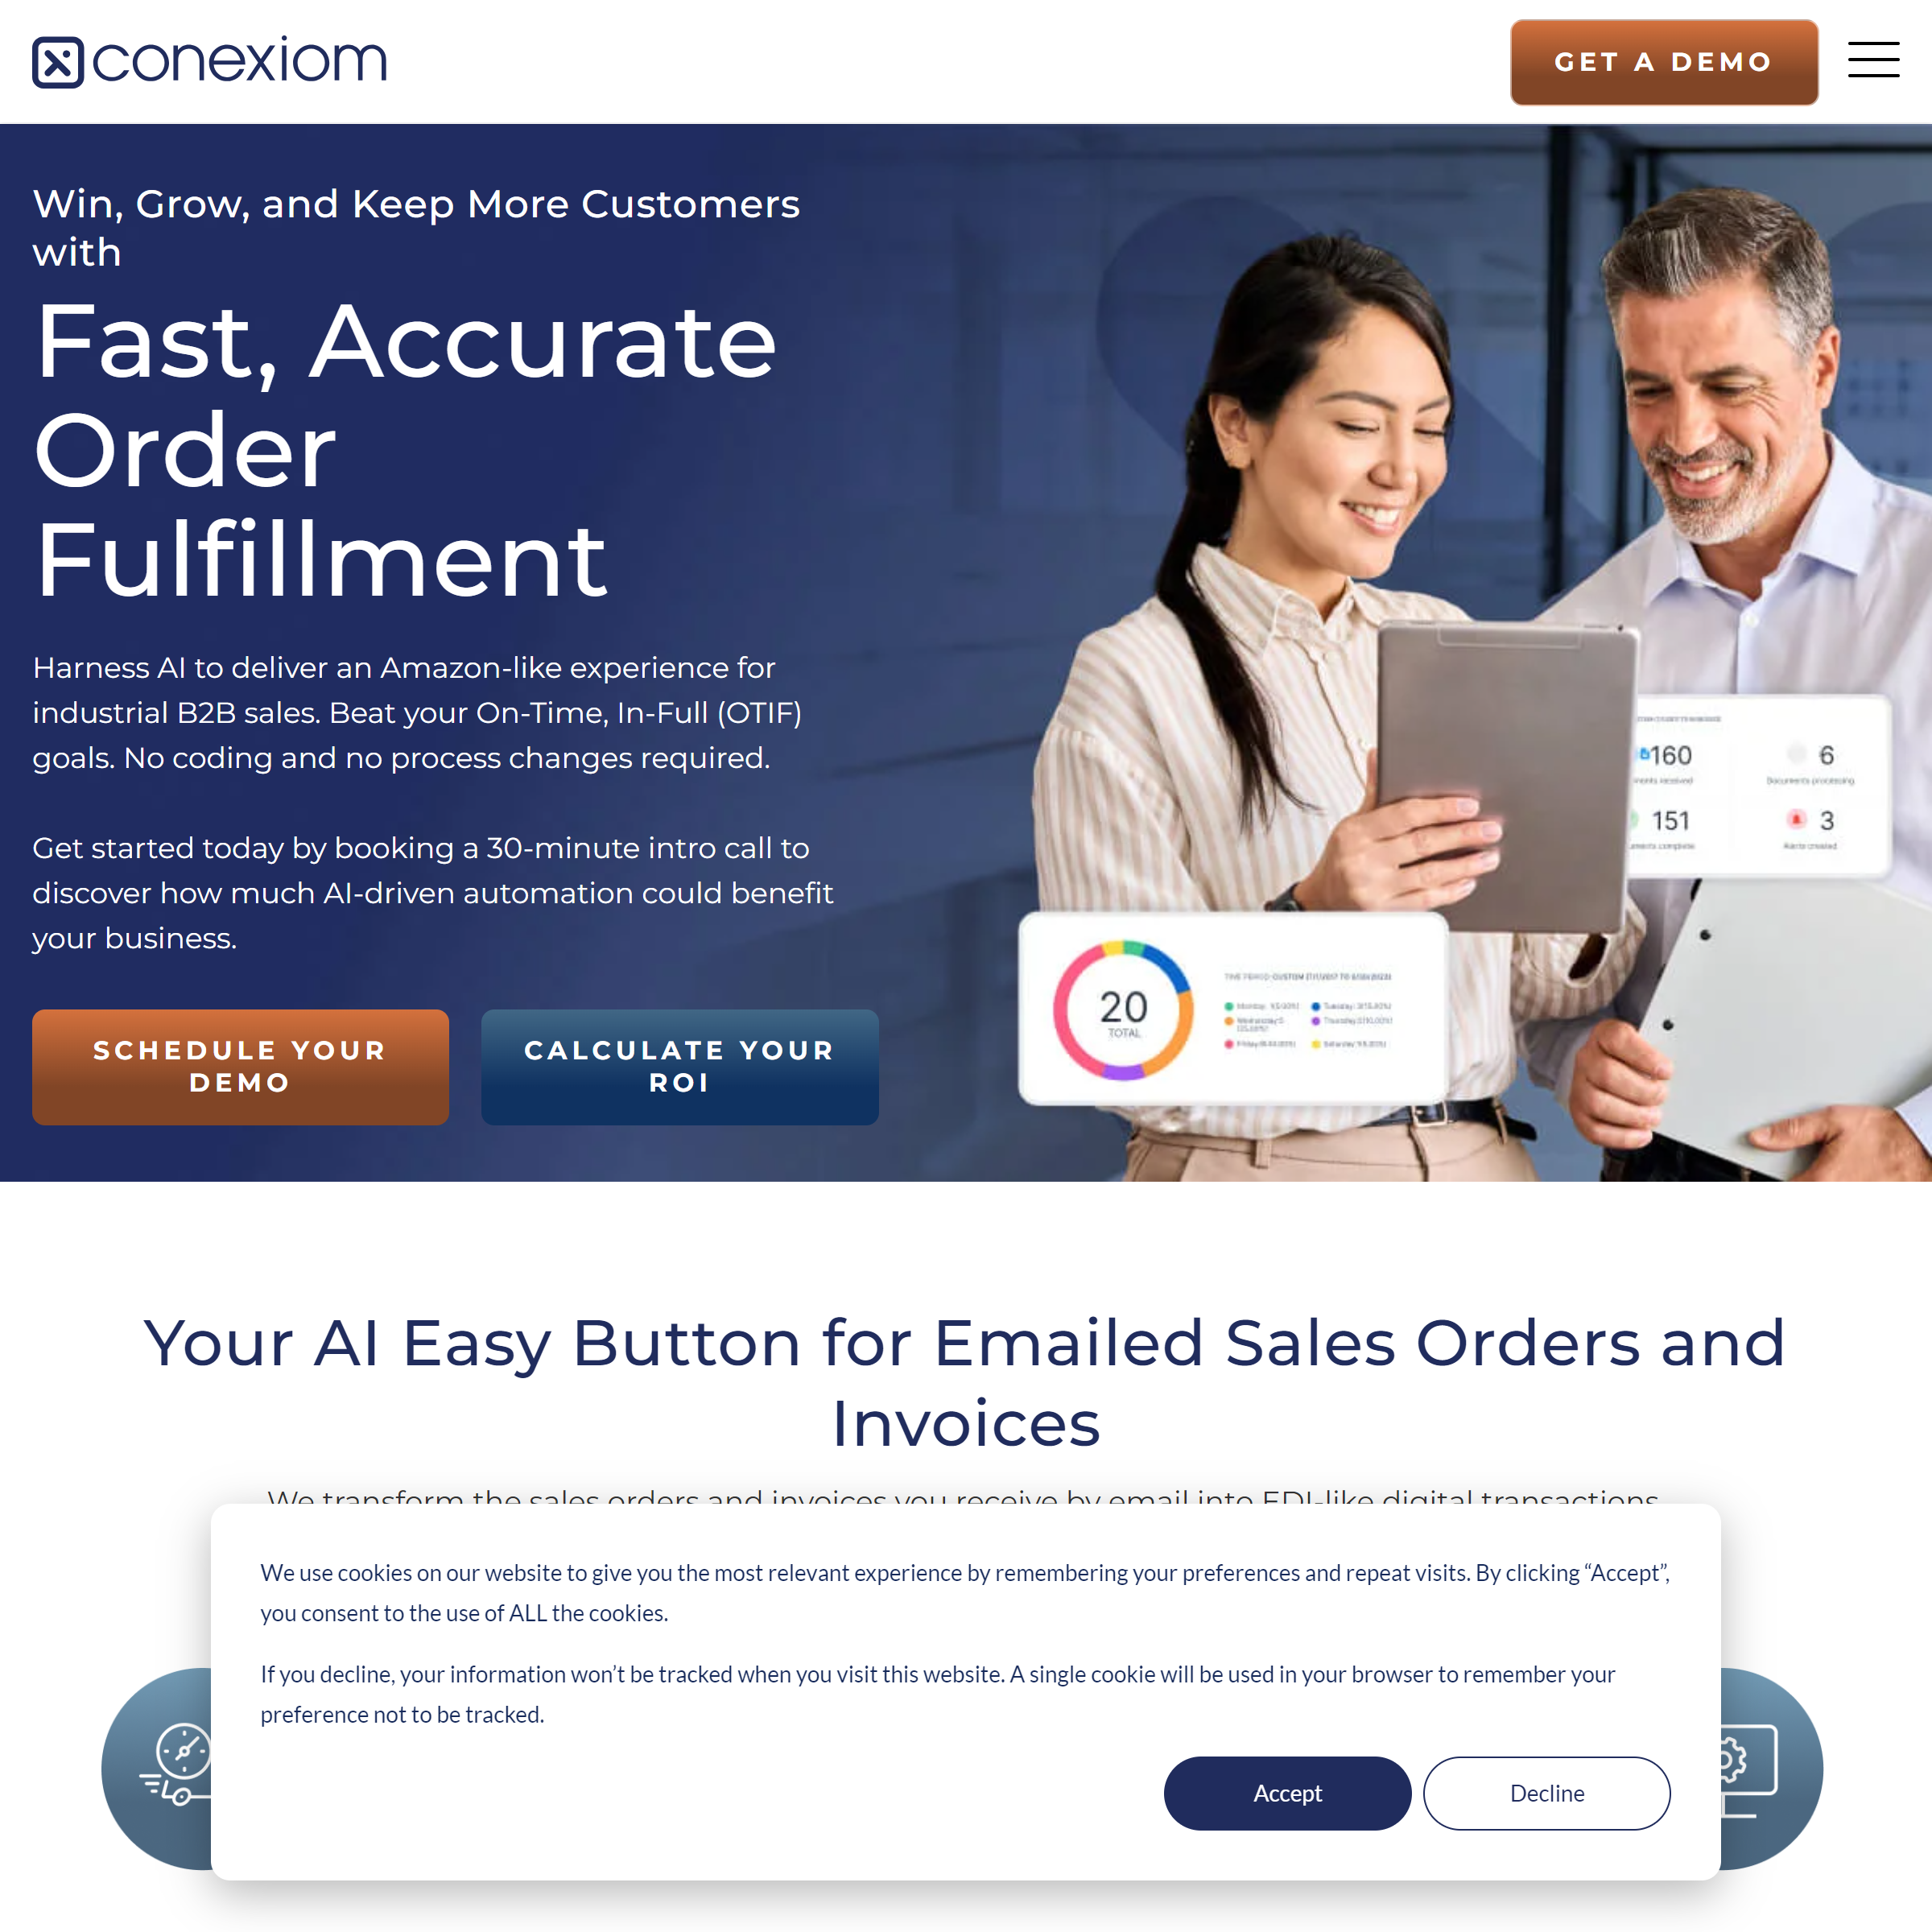 conexiom
GET A DEMO
Win, Grow, and Keep More Customers
with
Fast, Accurate
Order
Fulfillment
Harness AI to deliver an Amazon-like experience for
industrial B2B sales. Beat your On-Time, In-Full (OTIF)
goals. No coding and no process changes required.
Get started today by booking a 30-minute intro call to
discover how much AI-driven automation could benefit
your business.
SCHEDULE YOUR
DEMO
CALCULATE YOUR
ROI
160
6
Documents processing
151
3
Alerts created
20
TOTAL
Your AI Easy Button for Emailed Sales Orders and
Invoices
We transform the sales orders and invoices you receive by email into EDI-like digital transactions
We use cookies on our website to give you the most relevant experience by remembering your preferences and repeat visits. By clicking “Accept”,
you consent to the use of ALL the cookies.
If you decline, your information won’t be tracked when you visit this website. A single cookie will be used in your browser to remember your
preference not to be tracked.
Accept
Decline